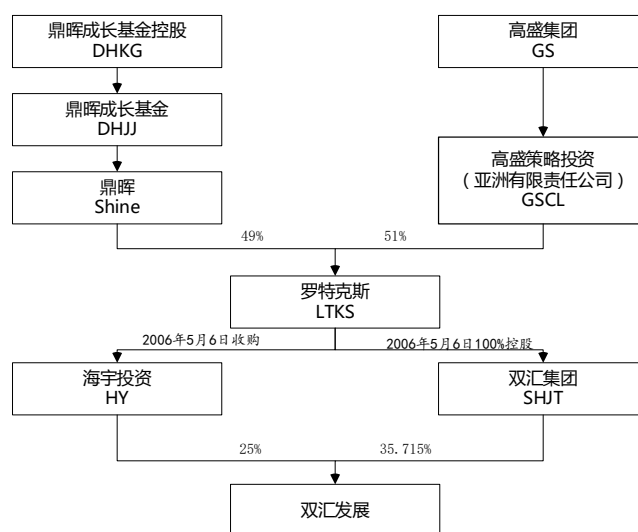 鼎晖成长基金控股
DHKG
高盛集团
GS
鼎晖成长基金
DHJJ
高盛策略投资
（亚洲有限责任公司）
GSCL
鼎晖
Shine
49%
51%
罗特克斯
LTKS
2006年5月6日收购
2006年5月6日100%控股
海宇投资
HY
双汇集团
SHJT
25%
35.715%
双汇发展